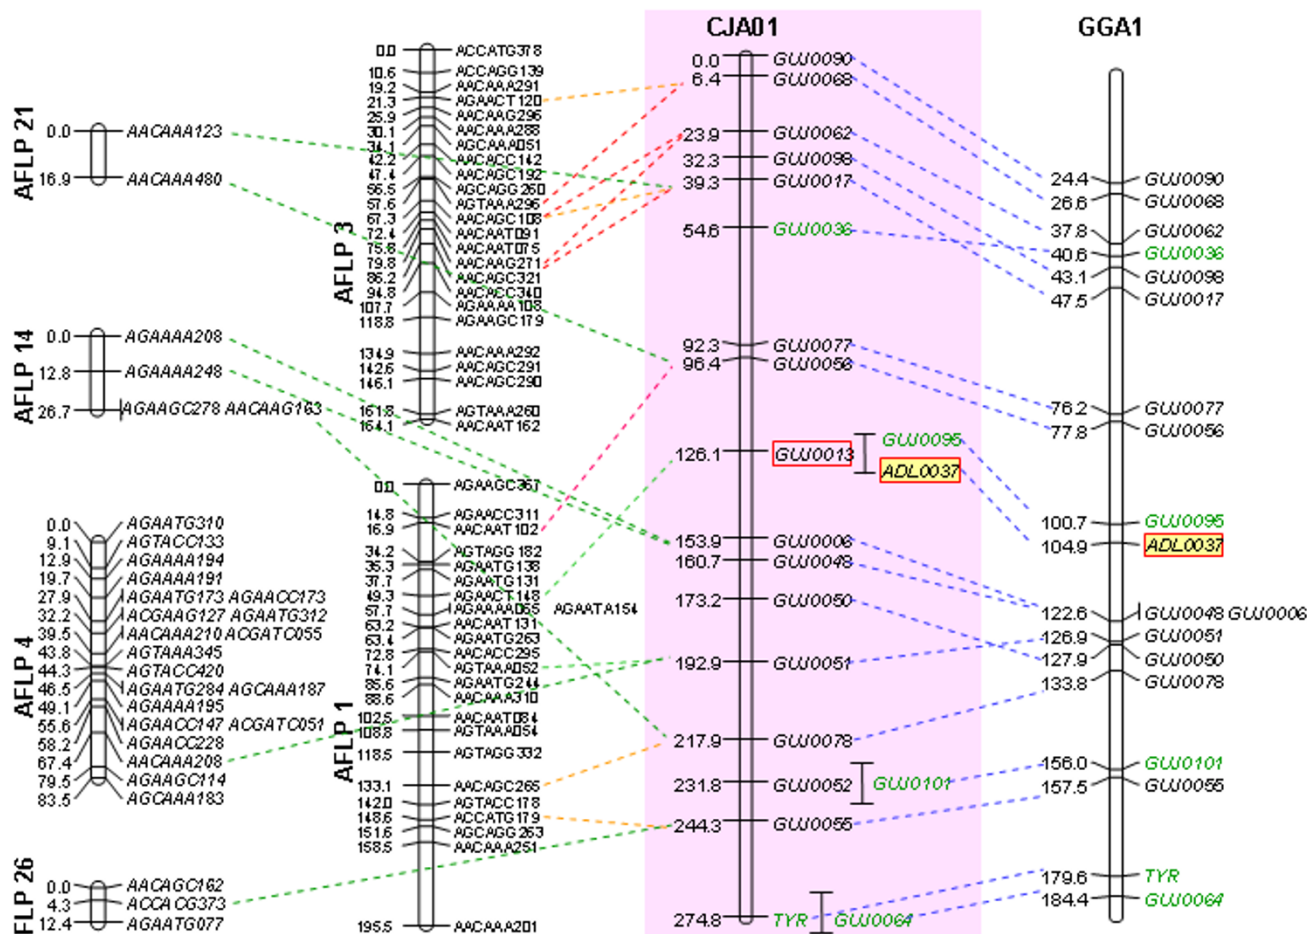 CJA01
GGA1
AFLP 21
0.0 AACAAA123
16.9 AACAAA480
AFLP 14
0.0 AGAAAA208
12.8 AGAAAA248
26.7 AGAAGC278 AACAAG163
AFLP 4
0.0 AGAATG310
9.1 AGTACC133
12.9 AGAAAA194
19.7 AGAAAA191
27.9 AGAATG173 AGAACC173
32.2 ACGAAG127 AGAATG312
39.5 AACAAA210 ACGATC055
43.8 AGTAAA345
44.3 AGTACC420
46.5 AGAATG284 AGCAAA187
49.1 AGAAAA195
55.6 AGAACC147 ACGATC051
58.2 AGAACC228
67.4 AACAAA208
79.5 AGAAGC114
83.5 AGCAAA183
FLP 26
0.0 AACAGC162
4.3 ACCACG373
12.4 AGAATG077
AFLP 3
0.0 ACCATG378
10.6 ACCAGG139
19.2 AACAAA291
21.3 AGAACT120
25.9 AACAAG296
30.1 AACAAA288
34.1 AGCAAA051
42.2 AACACC142
47.4 AACAGC192
56.5 AGCAGG260
57.6 AGTAAA296
67.3 AACAGC108
72.4 AACAAT091
75.6 AACAAT075
79.8 AACAAG271
86.2 AACAGC321
94.8 AACACC340
107.7 AGAAAA108
118.8 AGAAGC179
134.9 AACAAA292
142.6 AACAGC291
146.1 AACAGC290
161.8 AGTAAA260
164.1 AACAAT162
AFLP 1
0.0 AGAAGC367
14.8 AGAACC311
16.9 AACAAT102
34.2 AGTAGG182
35.3 AGAATG138
37.7 AGAATG131
49.3 AGAACT148
57.7 AGAAAA065 AGAATA154
63.2 AACAAT131
63.4 AGAATG263
72.8 AACACC295
74.1 AGTAAA052
85.6 AGAATG244
88.6 AACAAA310
102.5 AACAAT084
108.8 AGTAAA054
118.5 AGTAGG332
133.1 AACAGC265
142.0 AGTACC178
148.6 ACCATG179
151.6 AGCAGG263
158.5 AACAAA251
195.5 AACAAA201
0.0 GUJ0090
6.4 GUJ0068
23.9 GUJ0062
32.3 GUJ0098
39.3 GUJ0017
54.6 GUJ0036
92.3 GUJ0077
96.4 GUJ0056
126.1 GUJ0013 GUJ0095
ADL0037
153.9 GUJ0006
160.7 GUJ0048
173.2 GUJ0050
192.9 GUJ0051
217.9 GUJ0078
231.8 GUJ0052 GUJ0101
244.3 GUJ0055
274.8 TYR GUJ0064
24.4 GUJ0090
26.6 GUJ0068
37.8 GUJ0062
40.6 GUJ0036
43.1 GUJ0098
47.5 GUJ0017
76.2 GUJ0077
77.8 GUJ0056
100.7 GUJ0095
104.9 ADL0037
122.6 GUJ0048 GUJ0006
126.9 GUJ0051
127.9 GUJ0050
133.8 GUJ0078
156.0 GUJ0101
157.5 GUJ0055
179.6 TYR
184.4 GUJ0064